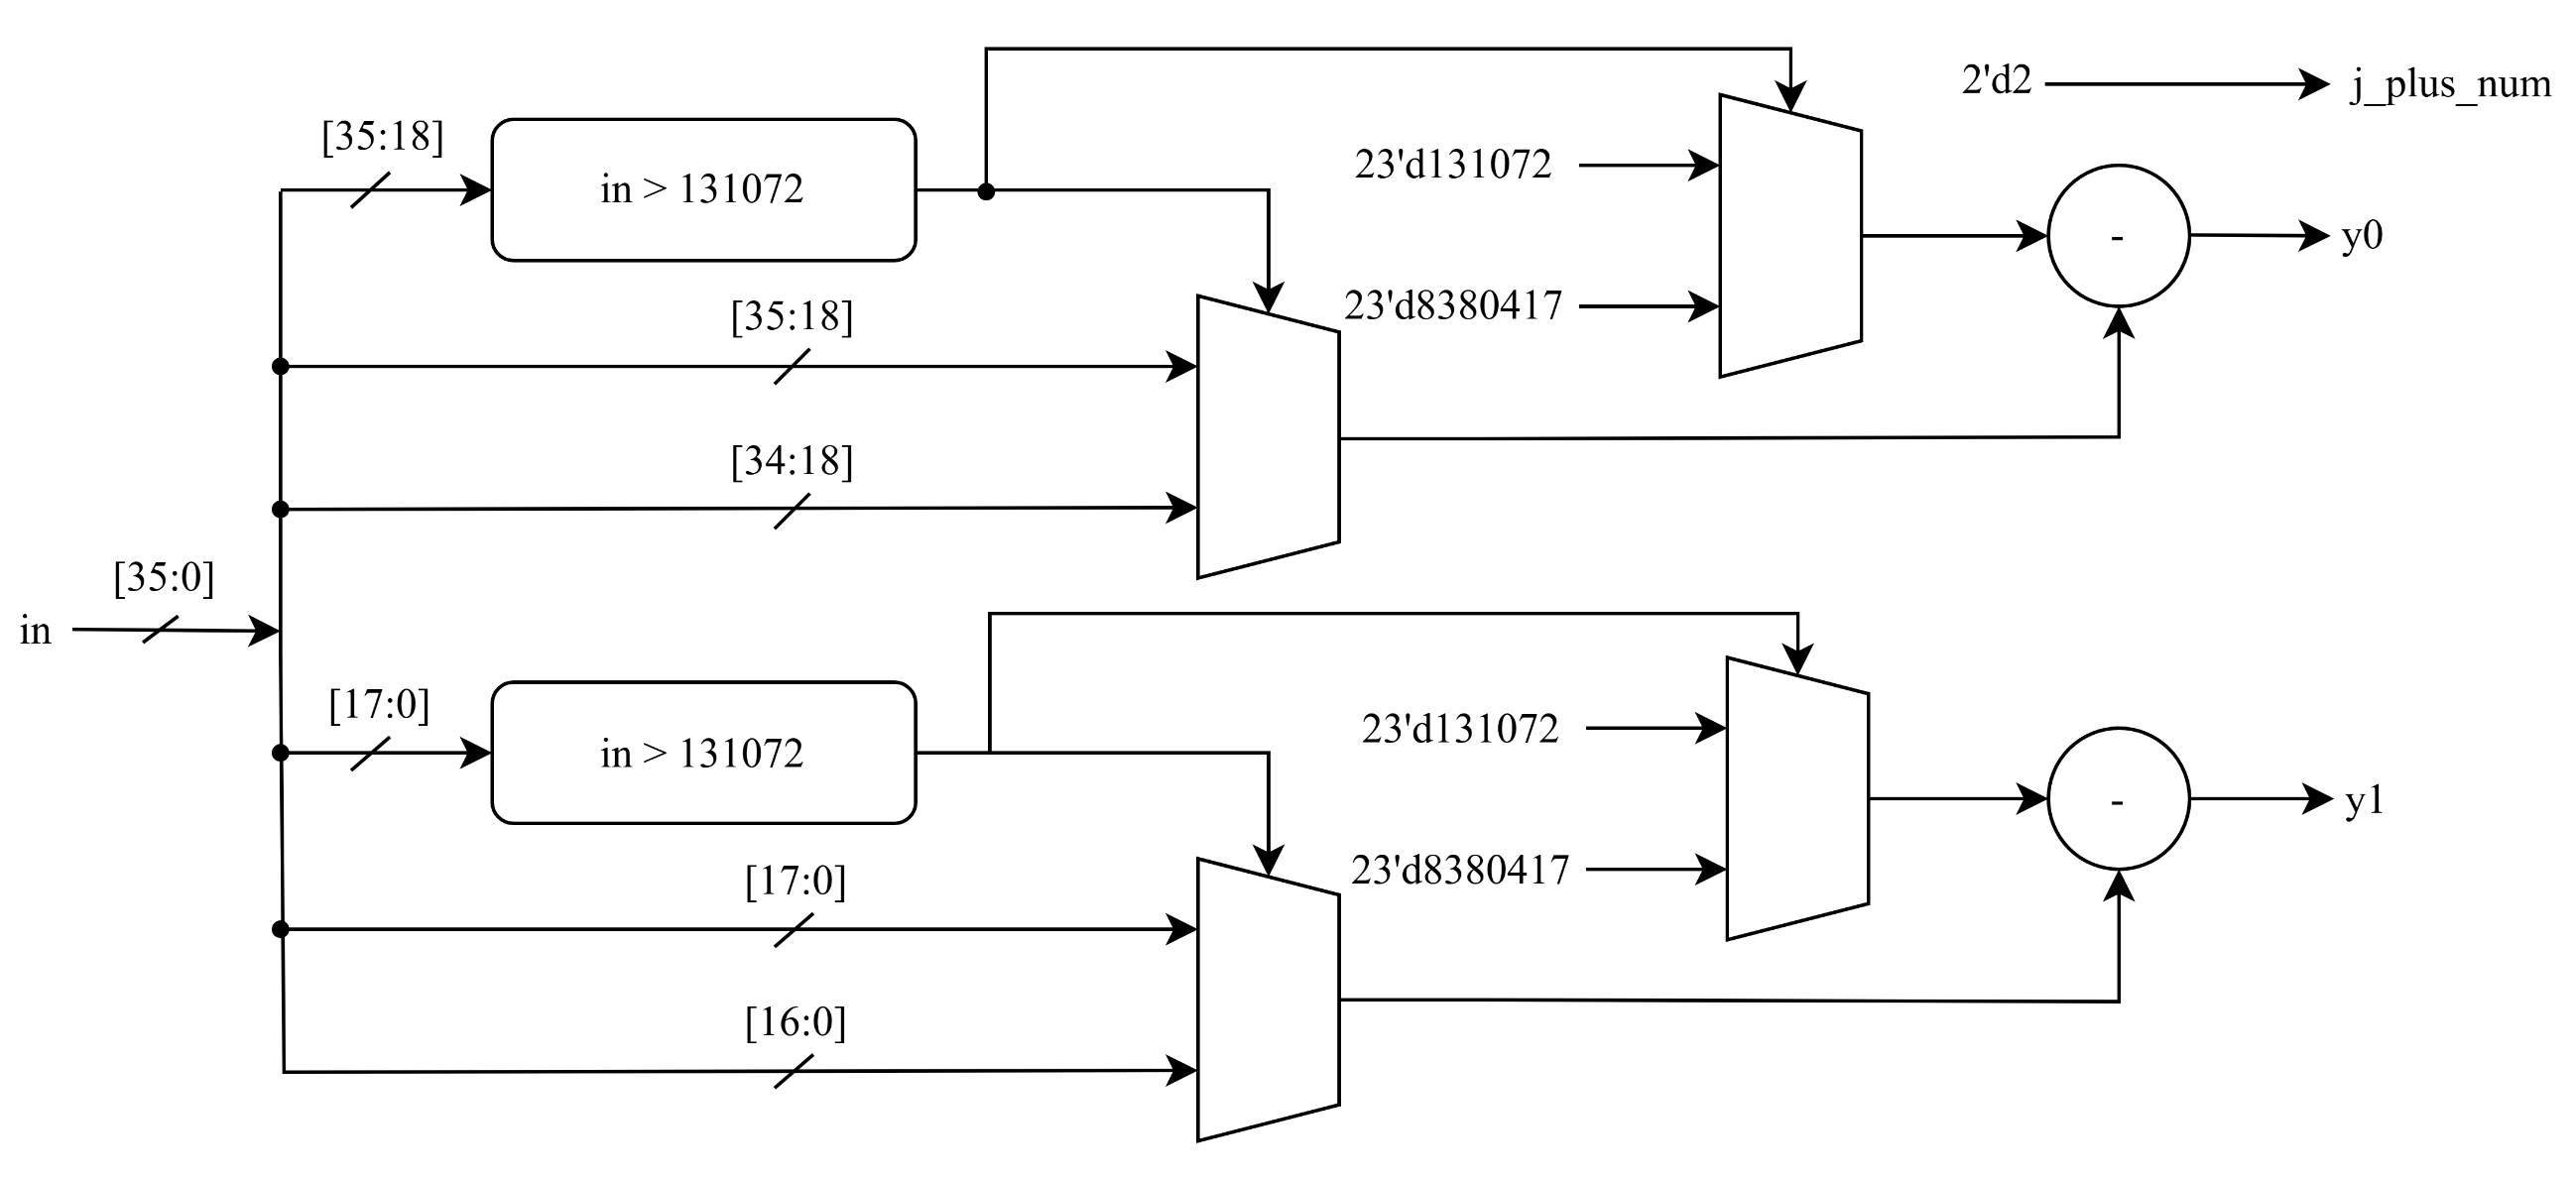 2'd2
j_plus_num
[35:18]
in > 131072
23'd131072
-
y0
23'd8380417
[35:18]
[34:18]
[35:0]
in
[17:0]
in > 131072
23'd131072
-
y1
23'd8380417
[17:0]
[16:0]